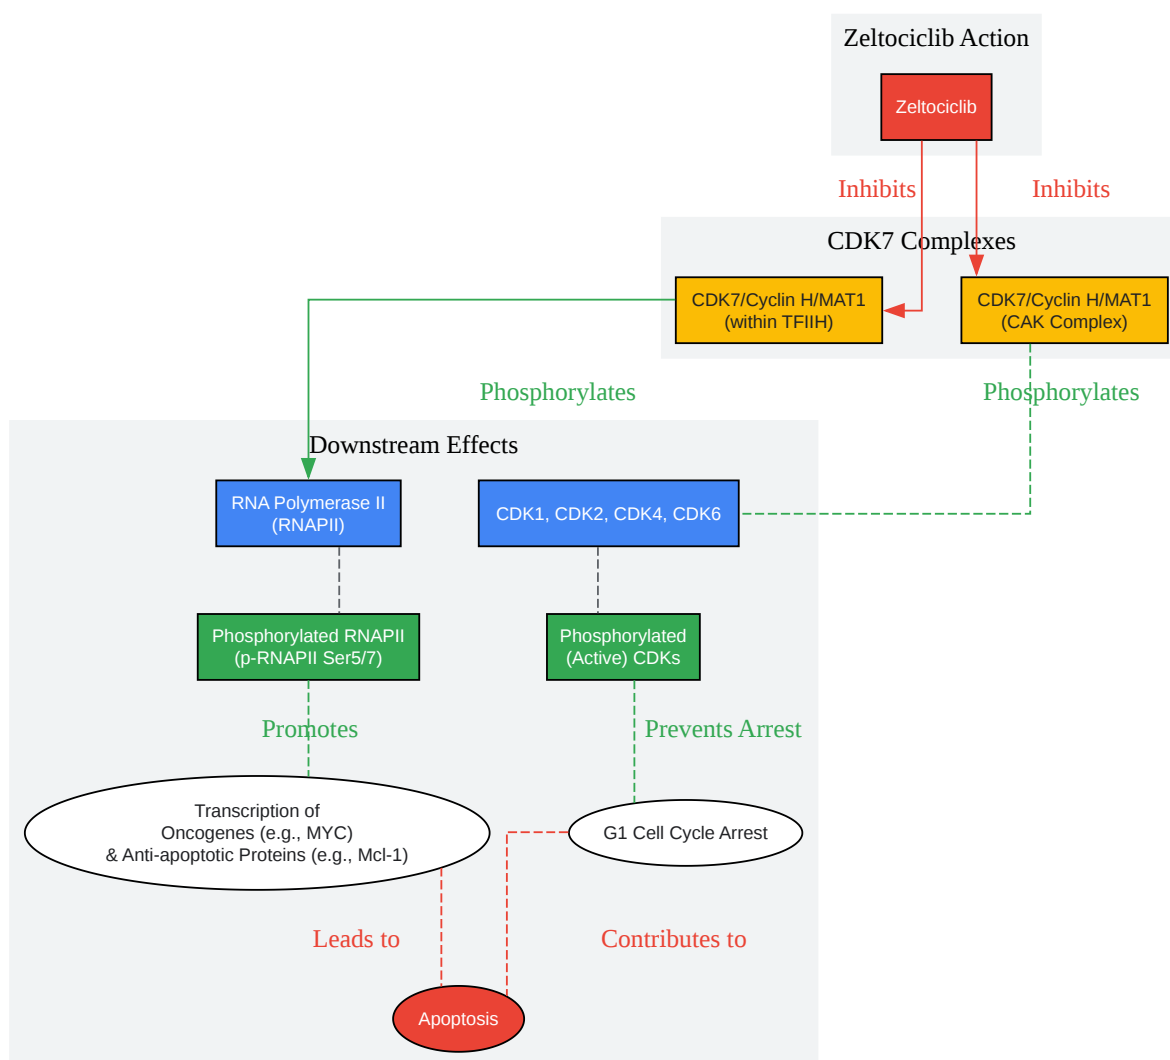 Zeltociclib Action
Zeltociclib
Inhibits
Inhibits
CDK7 Complexes
CDK7/Cyclin H/MAT1
(within TFIIH)
CDK7/Cyclin H/MAT1
(CAK Complex)
Phosphorylates
Phosphorylates
Downstream Effects
RNA Polymerase II
(RNAPII)
CDK1, CDK2, CDK4, CDK6
Phosphorylated RNAPII
(p-RNAPII Ser5/7)
Phosphorylated
(Active) CDKs
Promotes
Prevents Arrest
Transcription of
Oncogenes (e.g., MYC)
& Anti-apoptotic Proteins (e.g., Mcl-1)
G1 Cell Cycle Arrest
Leads to
Contributes to
Apoptosis